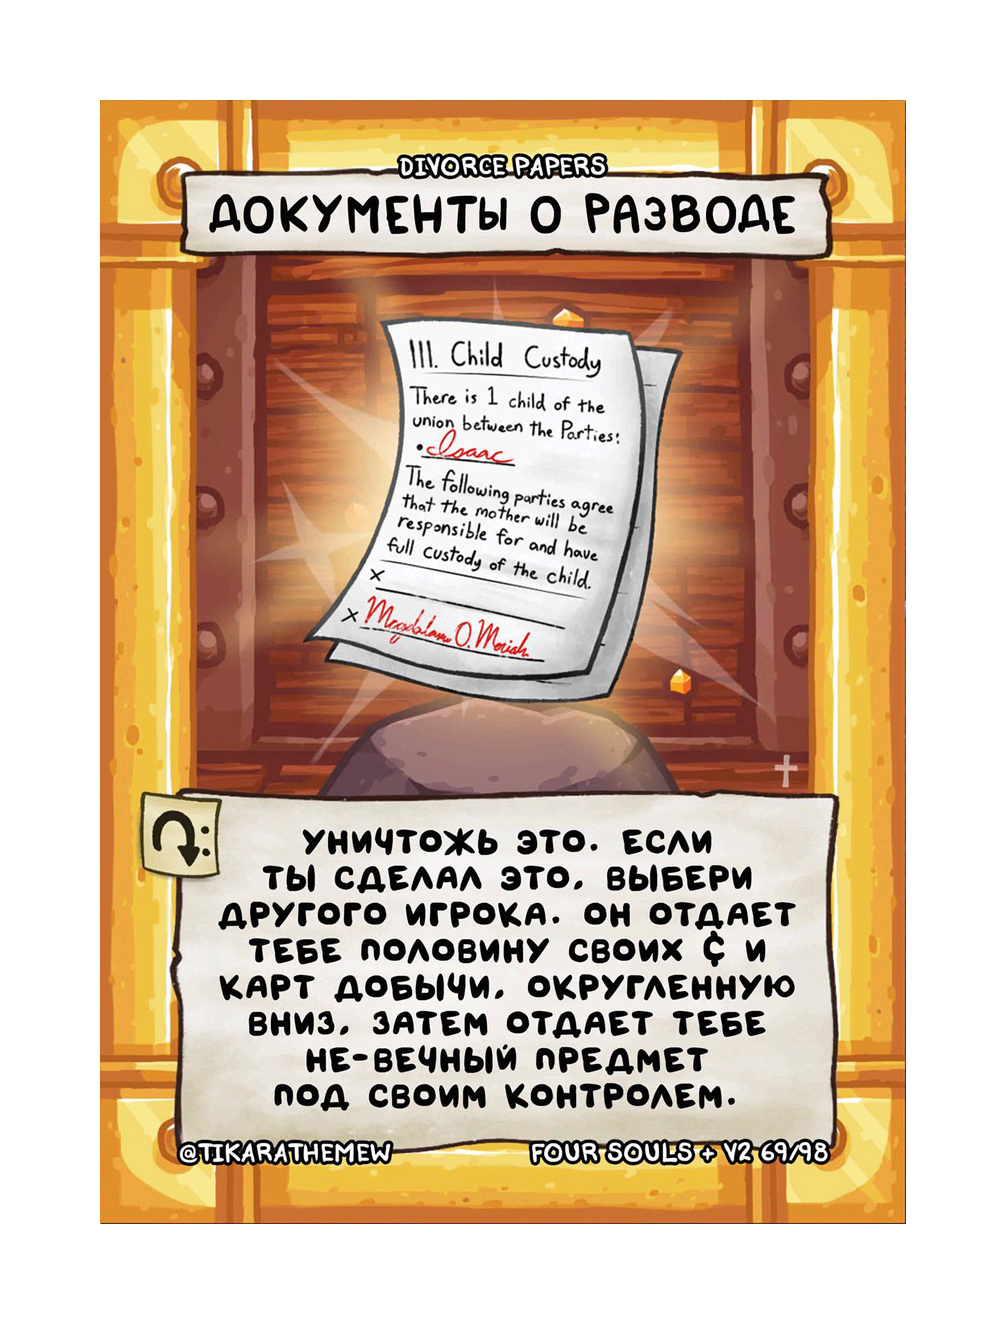 DIVORCE PAPERS
ДОКУМЕНТЫ О РАЗВОДЕ
III. Child Custody
There is 1 child of the
union between the Parties:
• Isaac
The following parties agree
that the mother will be
responsible for and have
full custody of the child.
X
X Magdalene O. Moriah
УНИЧТОЖЬ ЭТО. ЕСЛИ
ТЫ СДЕЛАЛ ЭТО, ВЫБЕРИ
ДРУГОГО ИГРОКА. ОН ОТДАЕТ
ТЕБЕ ПОЛОВИНУ СВОИХ ₵ И
КАРТ ДОБЫЧИ, ОКРУГЛЕННУЮ
ВНИЗ, ЗАТЕМ ОТДАЕТ ТЕБЕ
НЕ-ВЕЧНЫЙ ПРЕДМЕТ
ПОД СВОИМ КОНТРОЛЕМ.
@TIKARATHEMEW
FOUR SOULS + V2 69/98